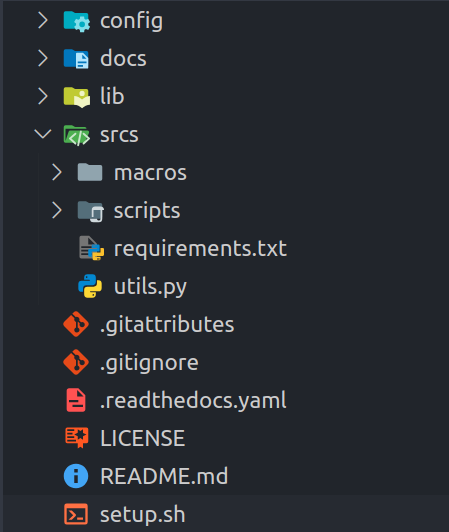 config
docs
lib
srcs
macros
scripts
requirements.txt
utils.py
.gitattributes
.gitignore
.readthedocs.yaml
LICENSE
README.md
setup.sh